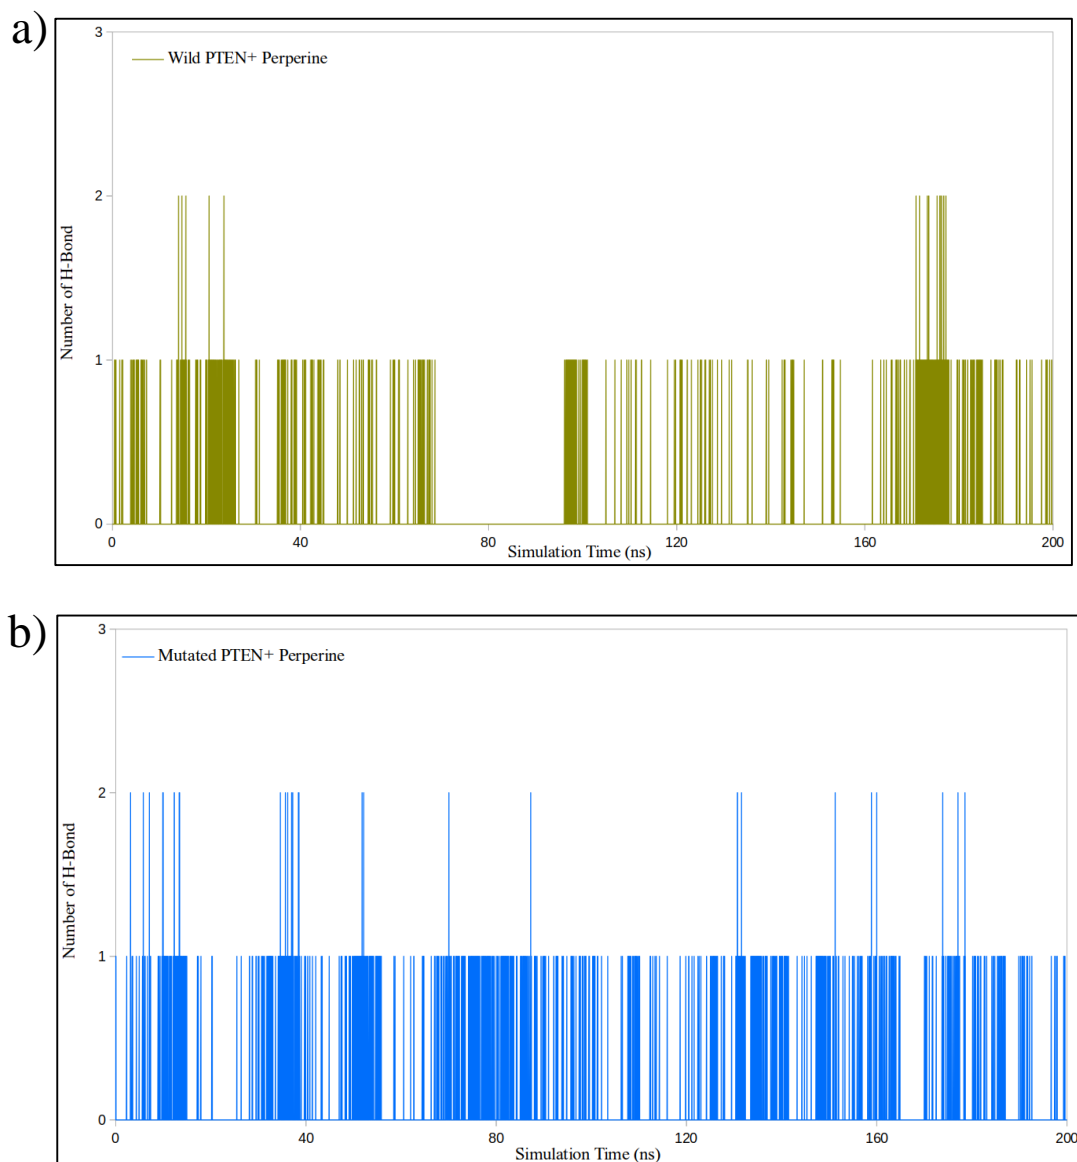 a)
3
Wild PTEN+ Perperine
2
Number of H-Bond
1
0
0 40 80 120 160 200
Simulation Time (ns)
b)
3
Mutated PTEN+ Perperine
2
Number of H-Bond
1
0
0 40 80 120 160 200
Simulation Time (ns)